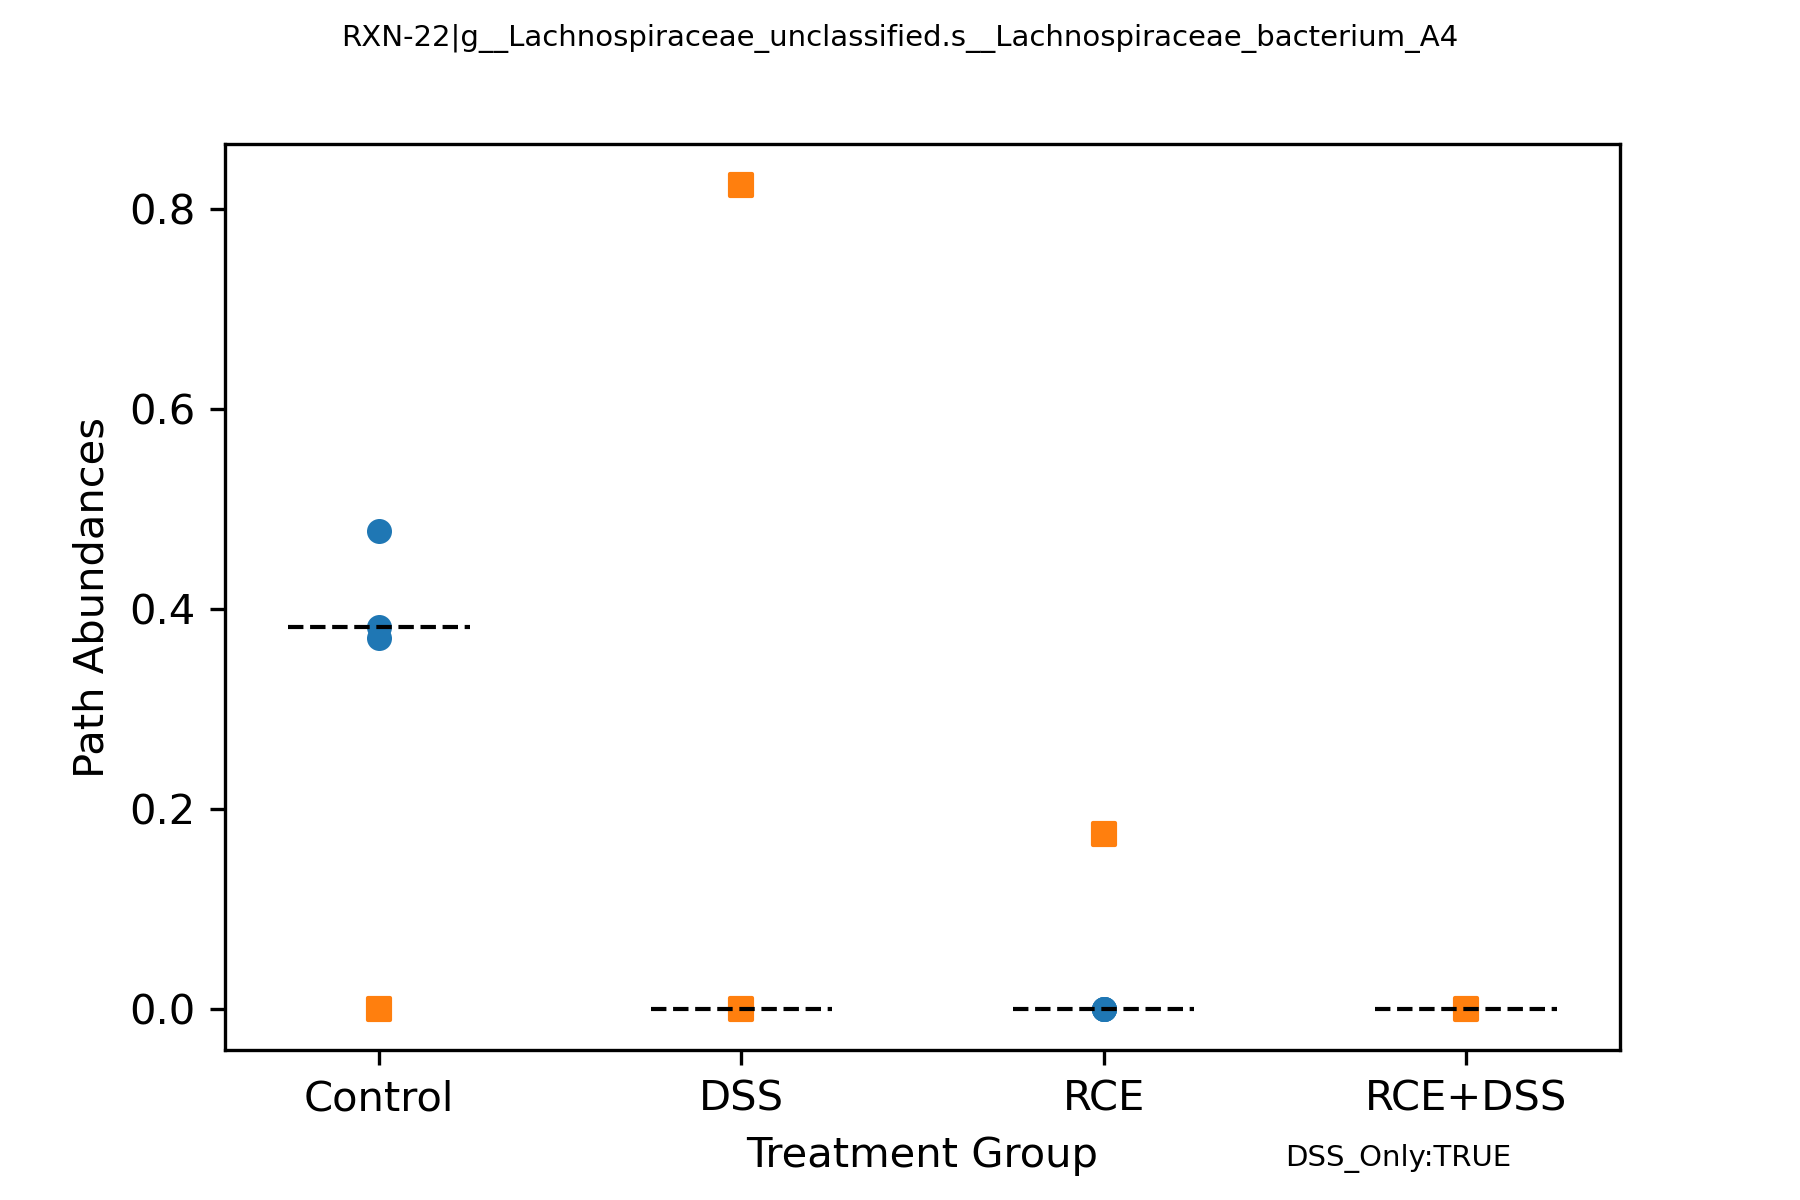 RXN-22|g__Lachnospiraceae_unclassified.s__Lachnospiraceae_bacterium_A4
0.8
0.6
0.4
0.2
0.0
Path Abundances
Control DSS RCE RCE+DSS
Treatment Group
DSS_Only:TRUE